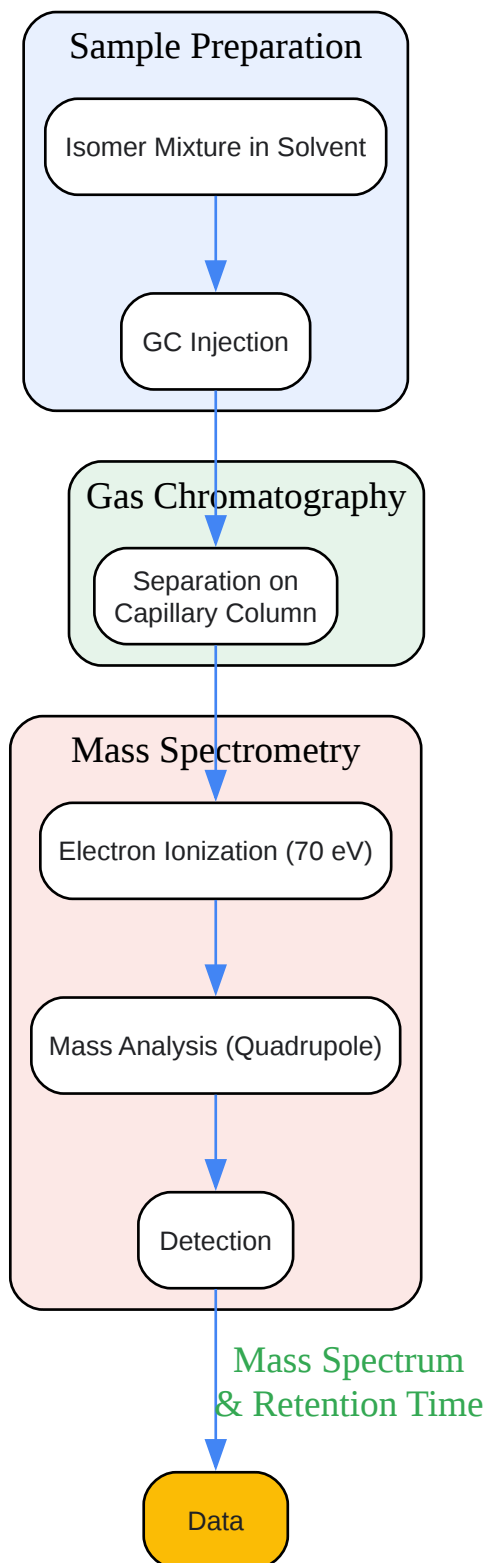 Sample Preparation
Isomer Mixture in Solvent
GC Injection
Gas Chromatography
Separation on
Capillary Column
Mass Spectrometry
Electron Ionization (70 eV)
Mass Analysis (Quadrupole)
Detection
Mass Spectrum
& Retention Time
Data